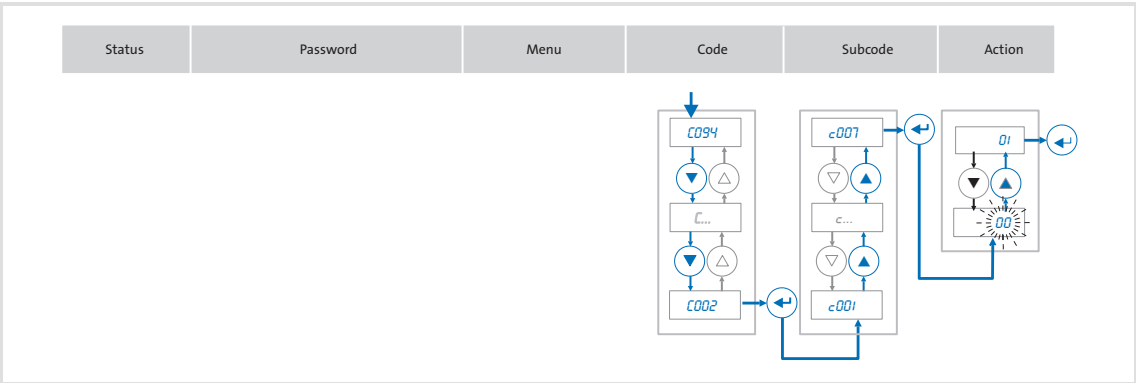 Status Password Menu Code Subcode Action
C094 c007 01
C... c... 00
C002 c001